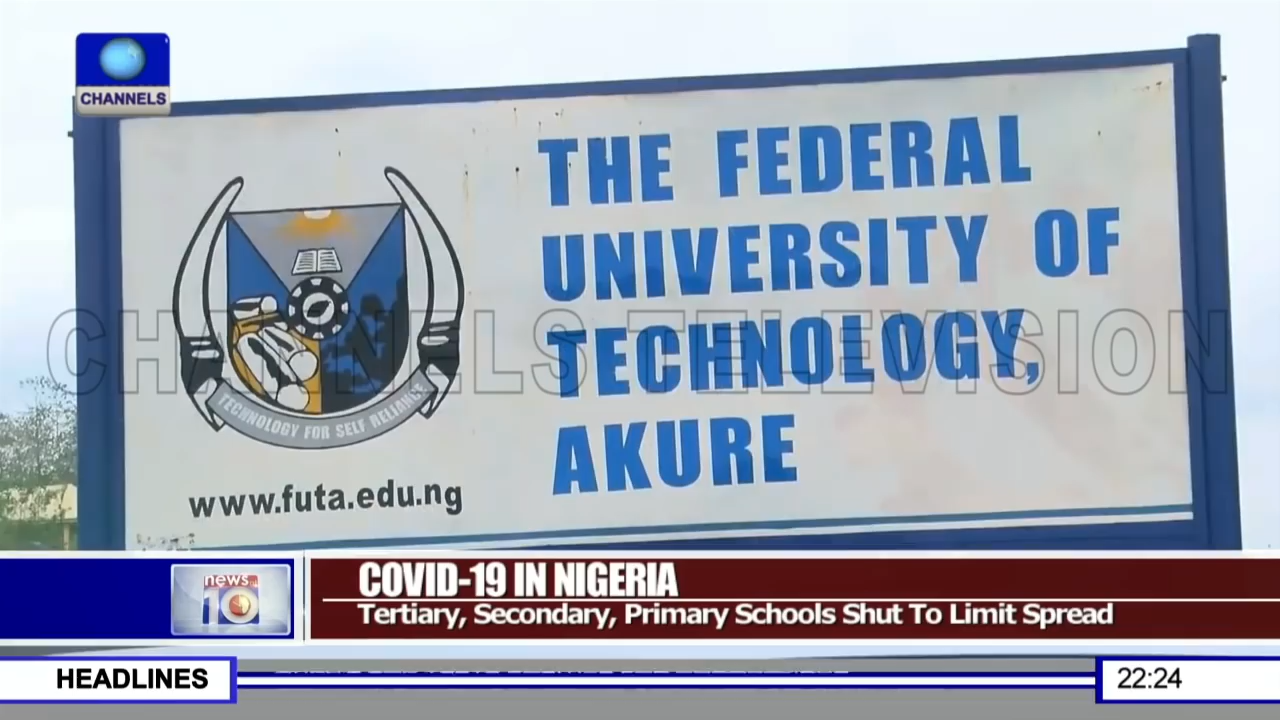 CHANNELS
THE FEDERAL
UNIVERSITY OF
TECHNOLOGY,
AKURE
TECHNOLOGY FOR SELF RELIANCE
www.futa.edu.ng
CHANNELS TELEVISION
news@
10
COVID-19 IN NIGERIA
Tertiary, Secondary, Primary Schools Shut To Limit Spread
HEADLINES
22:24